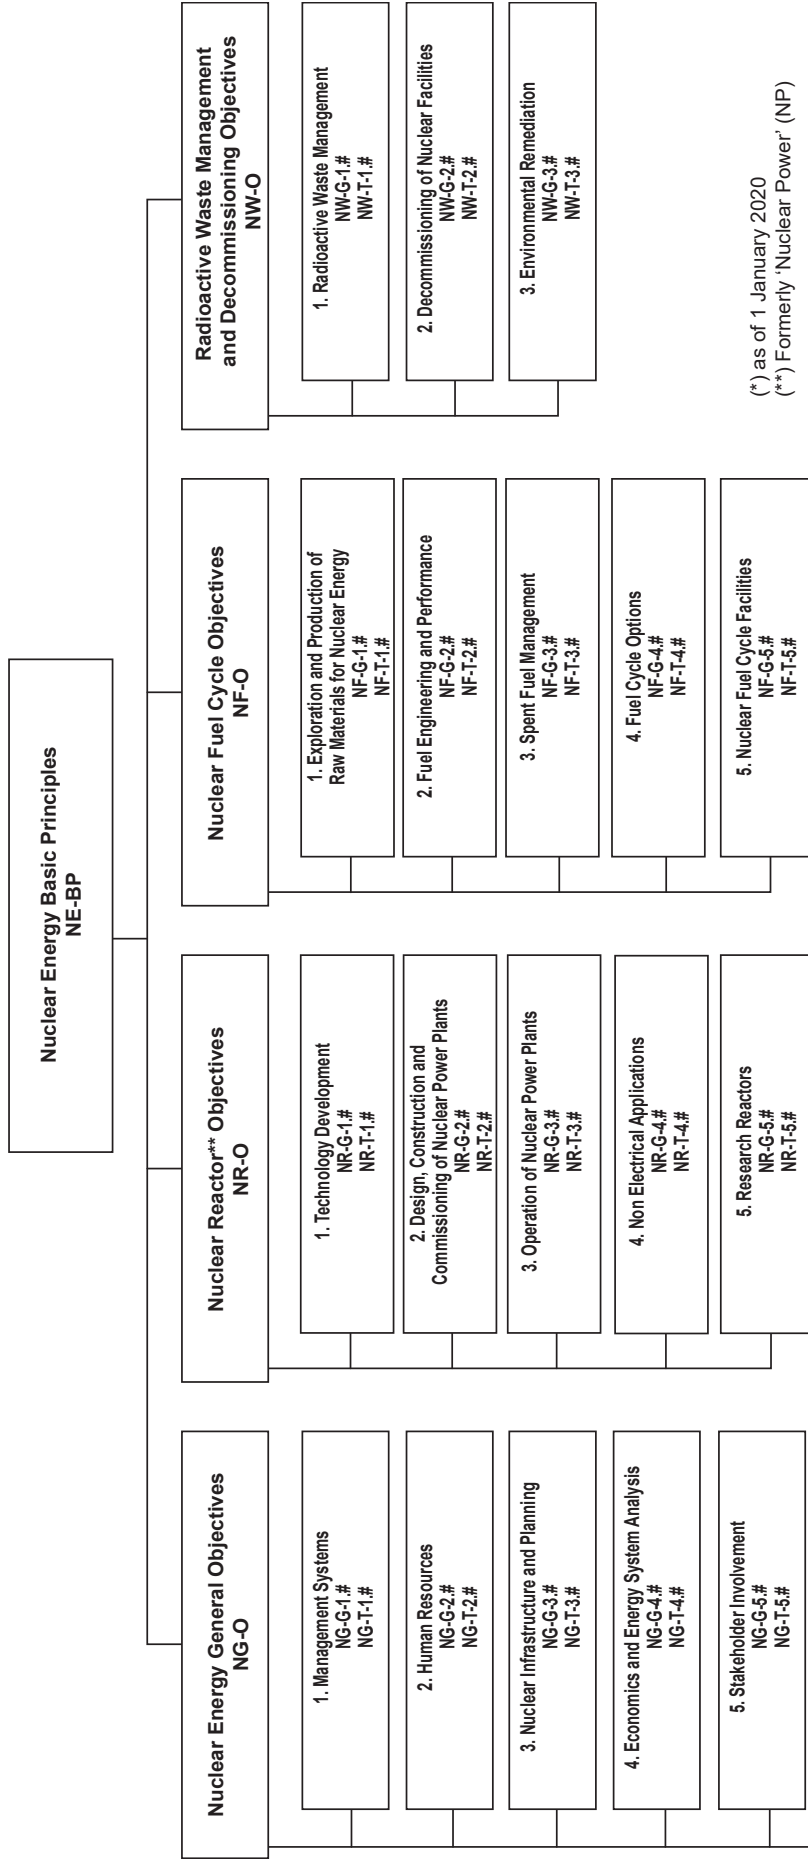 Nuclear Energy Basic Principles
NE-BP
Nuclear Energy General Objectives
NG-O
1. Management Systems
NG-G-1.#
NG-T-1.#
2. Human Resources
NG-G-2.#
NG-T-2.#
3. Nuclear Infrastructure and Planning
NG-G-3.#
NG-T-3.#
4. Economics and Energy System Analysis
NG-G-4.#
NG-T-4.#
5. Stakeholder Involvement
NG-G-5.#
NG-T-5.#
Nuclear Reactor** Objectives
NR-O
1. Technology Development
NR-G-1.#
NR-T-1.#
2. Design, Construction and
Commissioning of Nuclear Power Plants
NR-G-2.#
NR-T-2.#
3. Operation of Nuclear Power Plants
NR-G-3.#
NR-T-3.#
4. Non Electrical Applications
NR-G-4.#
NR-T-4.#
5. Research Reactors
NR-G-5.#
NR-T-5.#
Nuclear Fuel Cycle Objectives
NF-O
1. Exploration and Production of
Raw Materials for Nuclear Energy
NF-G-1.#
NF-T-1.#
2. Fuel Engineering and Performance
NF-G-2.#
NF-T-2.#
3. Spent Fuel Management
NF-G-3.#
NF-T-3.#
4. Fuel Cycle Options
NF-G-4.#
NF-T-4.#
5. Nuclear Fuel Cycle Facilities
NF-G-5.#
NF-T-5.#
Radioactive Waste Management
and Decommissioning Objectives
NW-O
1. Radioactive Waste Management
NW-G-1.#
NW-T-1.#
2. Decommissioning of Nuclear Facilities
NW-G-2.#
NW-T-2.#
3. Environmental Remediation
NW-G-3.#
NW-T-3.#
(*) as of 1 January 2020
(**) Formerly 'Nuclear Power' (NP)